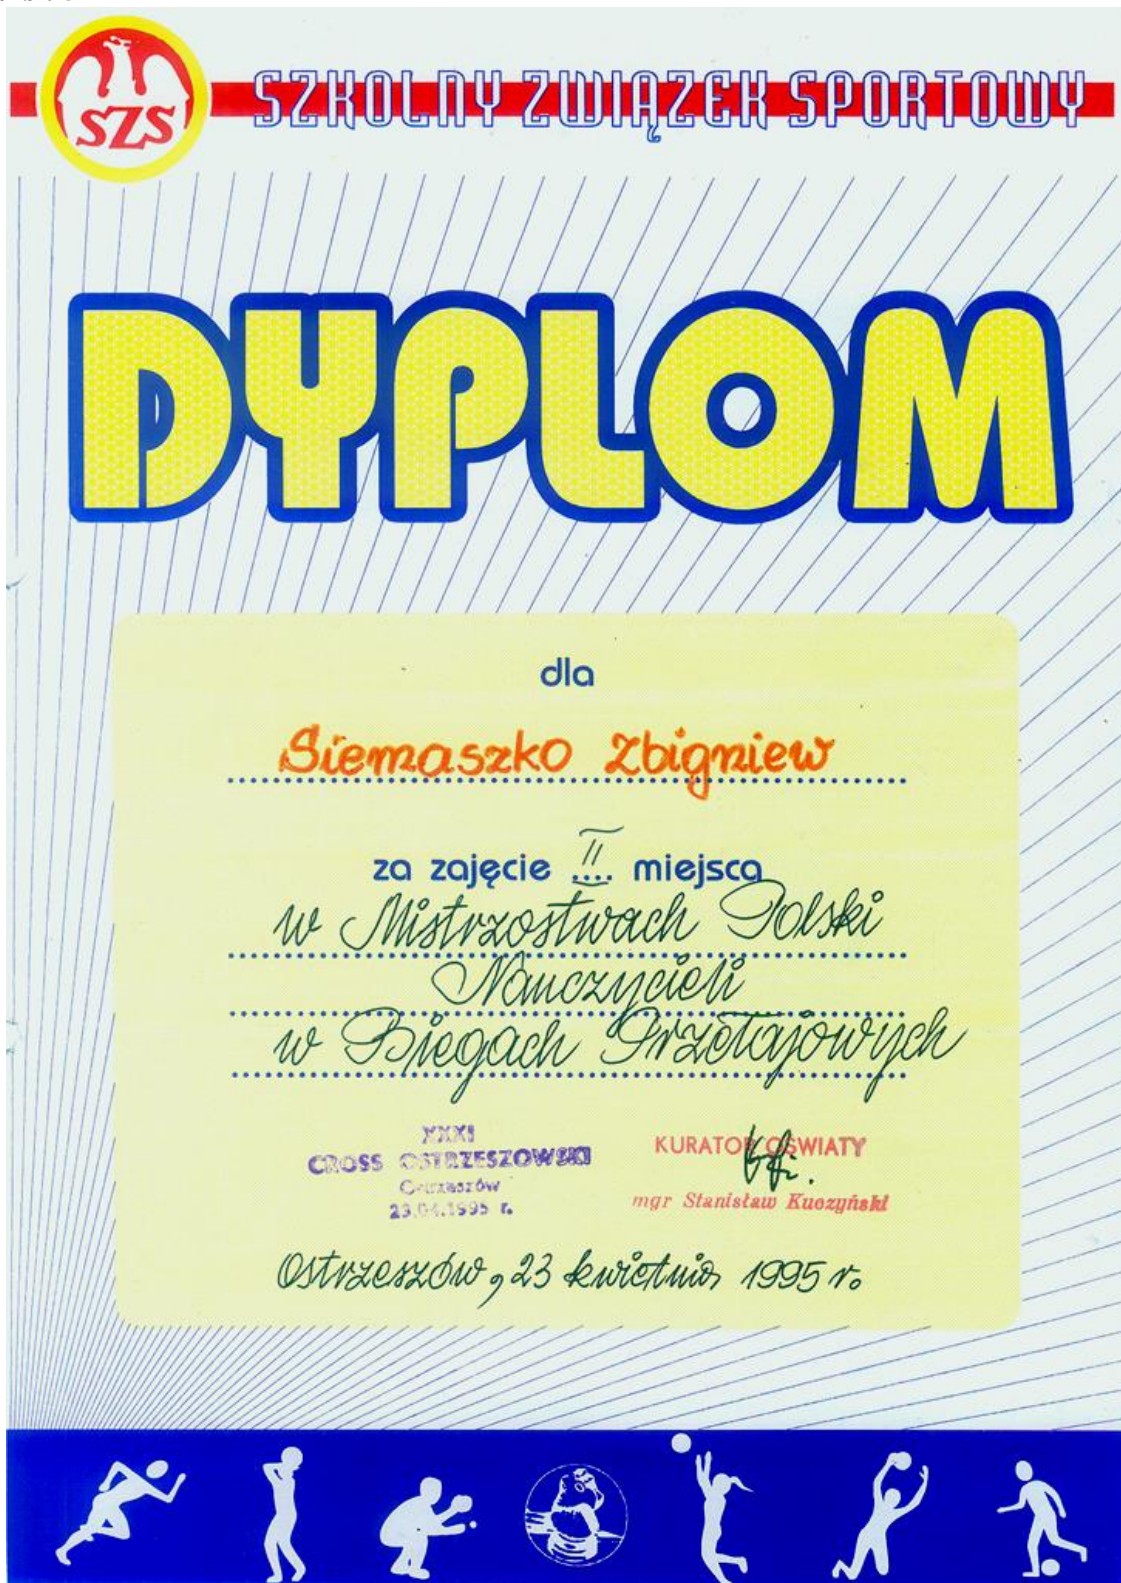 SZS
SZKOLNY ZWIĄZEK SPORTOWY
DYPLOM
dla
Siemaszko Zbigniew
za zajęcie II miejsca
w Mistrzostwach Polski
Nauczycieli
w Biegach Przełajowych
XXXI
CROSS OSTRZESZOWSKI
Ostrzeszów
23.04.1995 r.
KURATOR OŚWIATY
mgr Stanisław Kuczyński
Ostrzeszów, 23 kwietnia 1995 r.